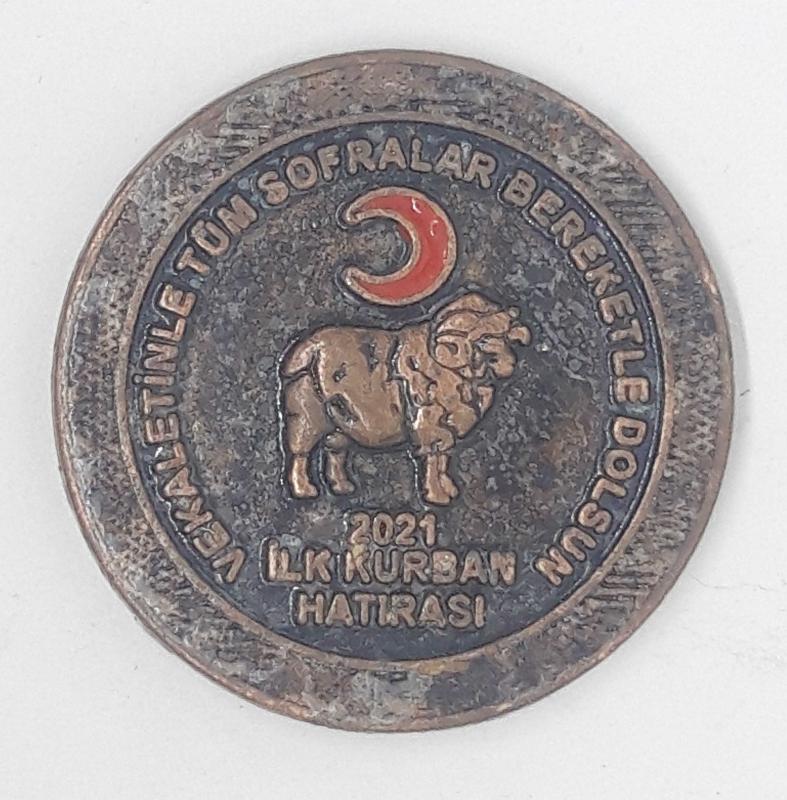 VEKALETİNLE TÜM SOFRALAR BEREKETLE DOLSUN
2021
İLK KURBAN
HATIRASI